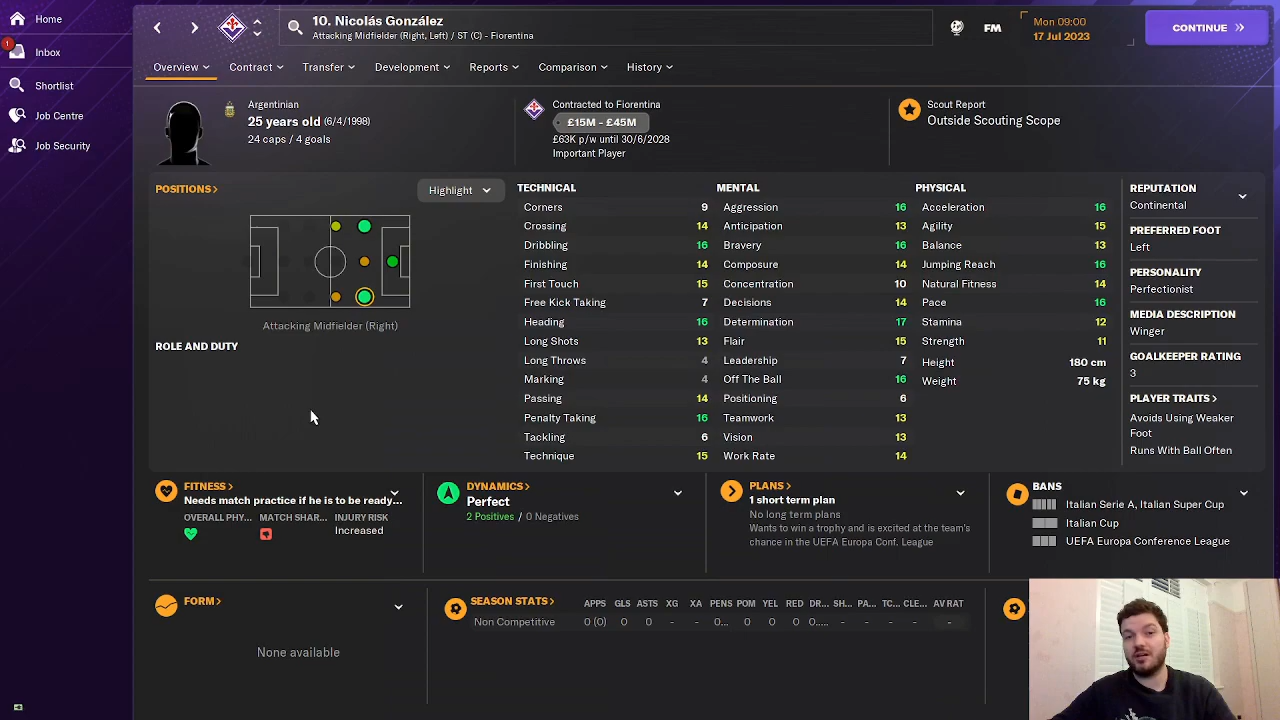 Home
1
Inbox
Shortlist
Job Centre
Job Security
10. Nicolás González
Attacking Midfielder (Right, Left) / ST (C) - Fiorentina
FM
Mon 09:00
17 Jul 2023
CONTINUE
Overview
Contract
Transfer
Development
Reports
Comparison
History
Argentinian
25 years old (6/4/1998)
24 caps / 4 goals
Contracted to Fiorentina
£15M - £45M
£63K p/w until 30/6/2028
Important Player
Scout Report
Outside Scouting Scope
POSITIONS>
Highlight
Attacking Midfielder (Right)
ROLE AND DUTY
TECHNICAL
Corners 9
Crossing 14
Dribbling 16
Finishing 14
First Touch 15
Free Kick Taking 7
Heading 16
Long Shots 13
Long Throws 4
Marking 4
Passing 14
Penalty Taking 16
Tackling 6
Technique 15
MENTAL
Aggression 16
Anticipation 13
Bravery 16
Composure 14
Concentration 10
Decisions 14
Determination 17
Flair 15
Leadership 7
Off The Ball 16
Positioning 6
Teamwork 13
Vision 13
Work Rate 14
PHYSICAL
Acceleration 16
Agility 15
Balance 13
Jumping Reach 16
Natural Fitness 14
Pace 16
Stamina 12
Strength 11
Height 180 cm
Weight 75 kg
REPUTATION
Continental
PREFERRED FOOT
Left
PERSONALITY
Perfectionist
MEDIA DESCRIPTION
Winger
GOALKEEPER RATING
3
PLAYER TRAITS>
Avoids Using Weaker
Foot
Runs With Ball Often
FITNESS>
Needs match practice if he is to be ready...
OVERALL PHY... MATCH SHAR... INJURY RISK
Increased
DYNAMICS>
Perfect
2 Positives / 0 Negatives
PLANS>
1 short term plan
No long term plans
Wants to win a trophy and is excited at the team's
chance in the UEFA Europa Conf. League
BANS
Italian Serie A, Italian Super Cup
Italian Cup
UEFA Europa Conference League
FORM>
None available
SEASON STATS> APPS GLS ASTS XG XA PENS POM YEL RED DR... SH... PA... TC... CLE... AV RAT
Non Competitive 0 (0) 0 0 - - 0... 0 0 0 0..... - - - - -